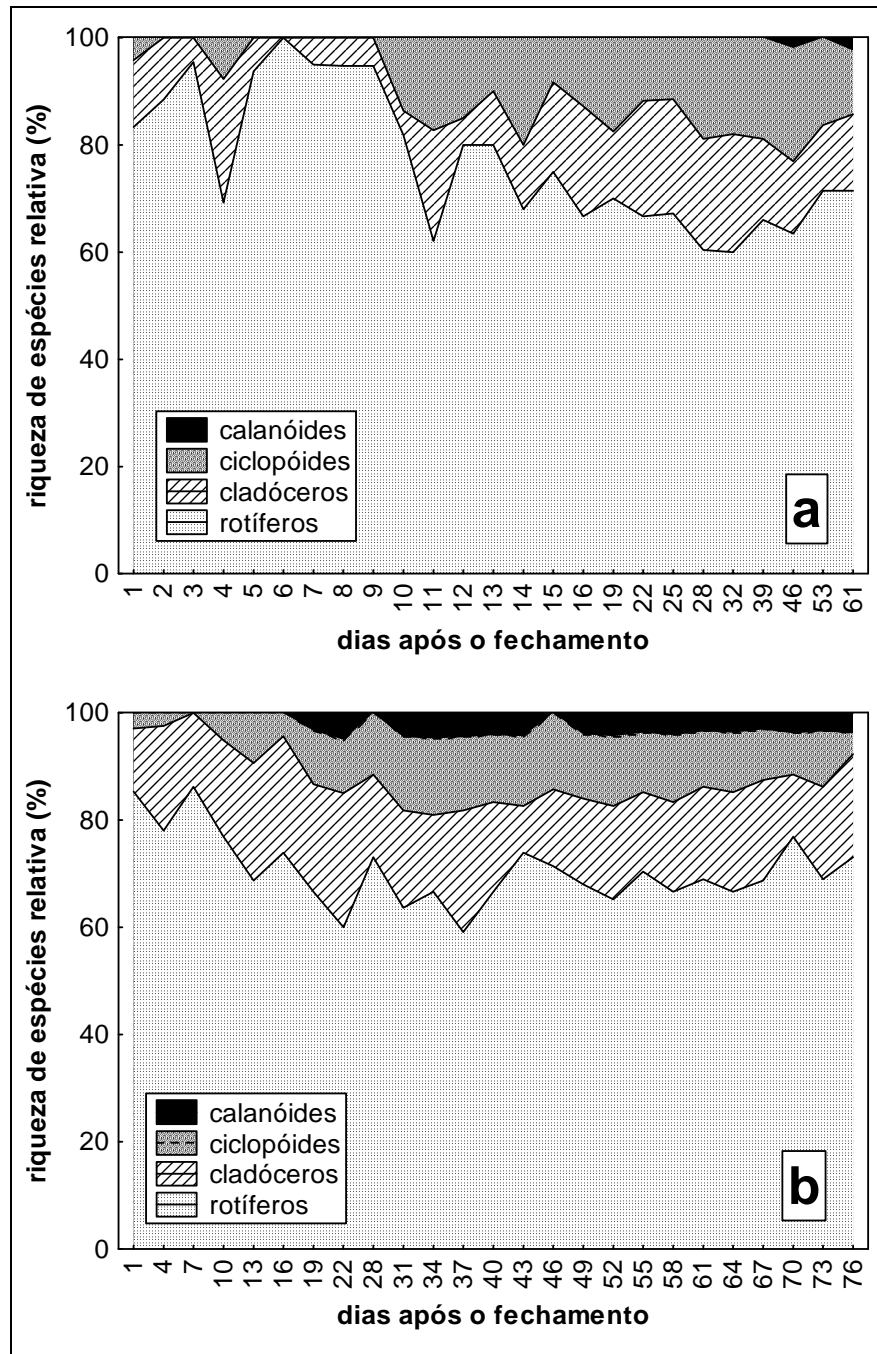 riqueza de espécies relativa (%)
100
80
60
40
20
0
calanóides
ciclopóides
cladóceros
rotíferos
a
1 2 3 4 5 6 7 8 9 10 11 12 13 14 15 16 19 22 25 28 32 39 46 53 61
dias após o fechamento
riqueza de espécies relativa (%)
100
80
60
40
20
0
calanóides
ciclopóides
cladóceros
rotíferos
b
1 4 7 10 13 16 19 22 28 31 34 37 40 43 46 49 52 55 58 61 64 67 70 73 76
dias após o fechamento